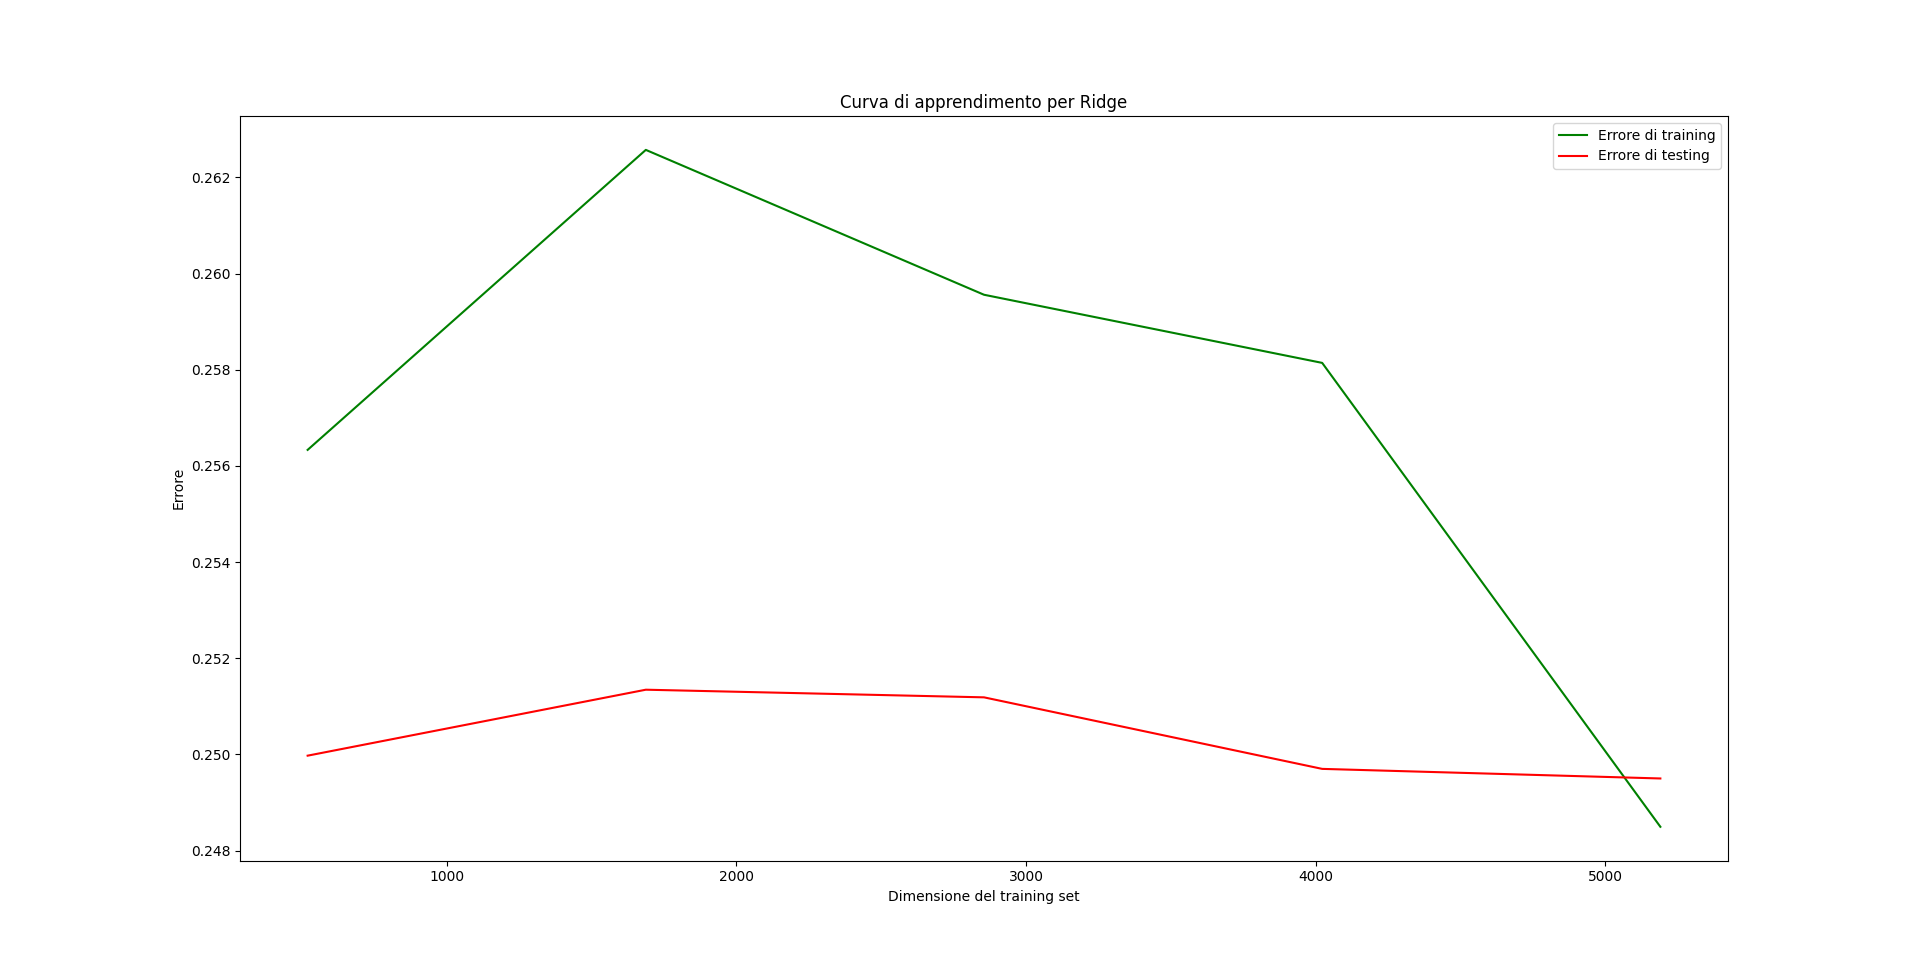 Curva di apprendimento per Ridge
Errore di training
Errore di testing
0.262
0.260
0.258
0.256
0.254
0.252
0.250
0.248
Errore
1000
2000
3000
4000
5000
Dimensione del training set